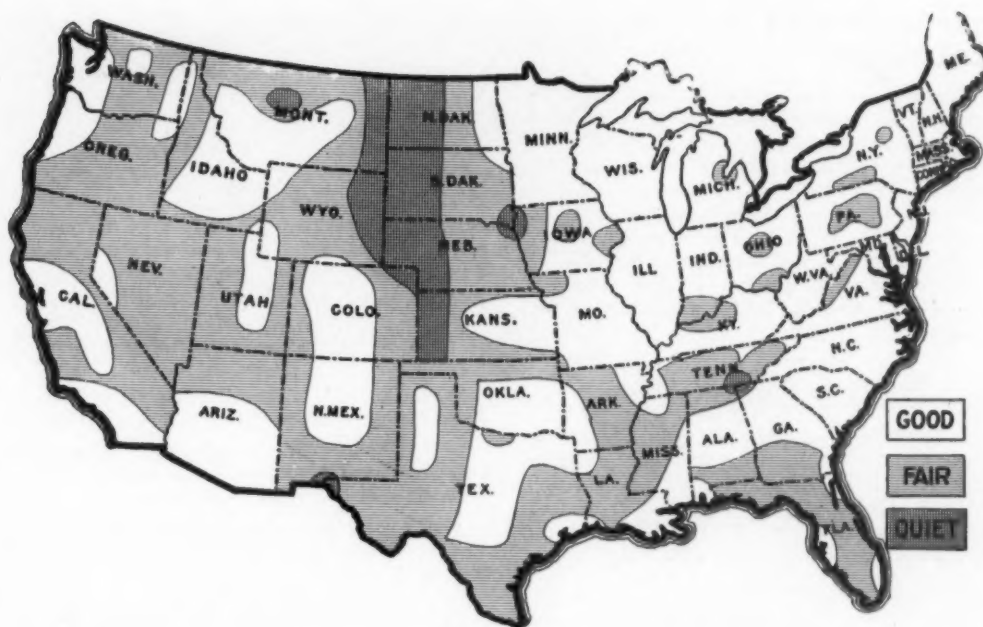 WASH.
MONT.
N.DAK.
MINN.
ME.
VT.
N.H.
OREG.
IDAHO
S.DAK.
WIS.
MICH.
N.Y.
MASS.
CONN.
WYO.
NEB.
IOWA
PA.
N.J.
NEV.
UTAH
COLO.
KANS.
MO.
ILL
IND.
OHIO
W.VA.
VA.
DEL.
CAL.
KY.
ARIZ.
N.MEX.
OKLA.
ARK.
TENN.
N.C.
S.C.
TEX.
LA.
MISS.
ALA.
GA.
FLA.
GOOD
FAIR
QUIET